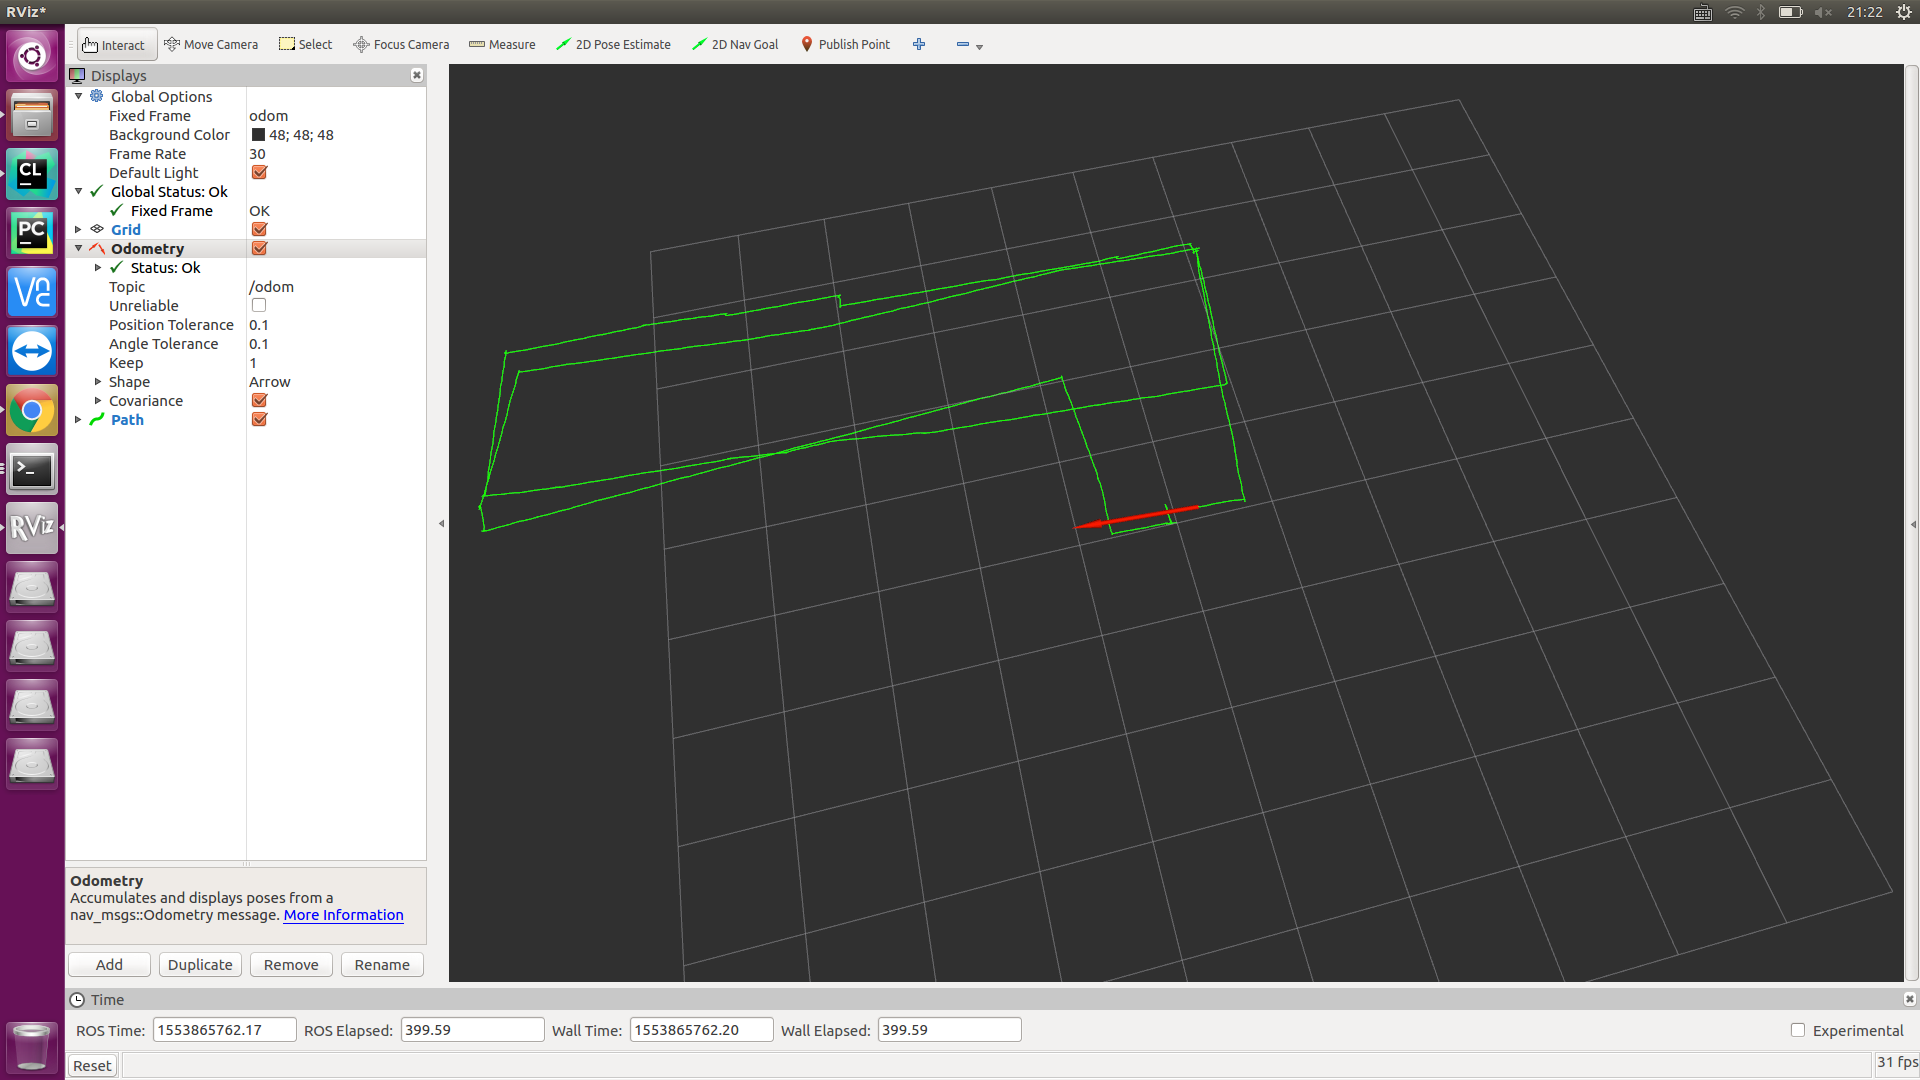 RViz*
21:22
Interact
Move Camera
Select
Focus Camera
Measure
2D Pose Estimate
2D Nav Goal
Publish Point
Displays
Global Options
Fixed Frame odom
Background Color 48; 48; 48
Frame Rate 30
Default Light
Global Status: Ok
Fixed Frame OK
Grid
Odometry
Status: Ok
Topic /odom
Unreliable
Position Tolerance 0.1
Angle Tolerance 0.1
Keep 1
Shape Arrow
Covariance
Path
CL
PC
Vnc
RViz
Odometry
Accumulates and displays poses from a
nav_msgs::Odometry message. More Information
Add
Duplicate
Remove
Rename
Time
ROS Time: 1553865762.17 ROS Elapsed: 399.59 Wall Time: 1553865762.20 Wall Elapsed: 399.59 Experimental
Reset
31 fps